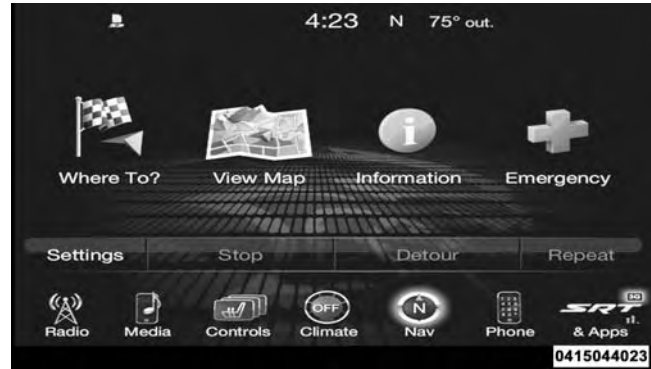 4:23 N 75° out.
Where To? View Map Information Emergency
Settings Stop Detour Repeat
OFF N SRT 3G
Radio Media Controls Climate Nav Phone & Apps
0415044023